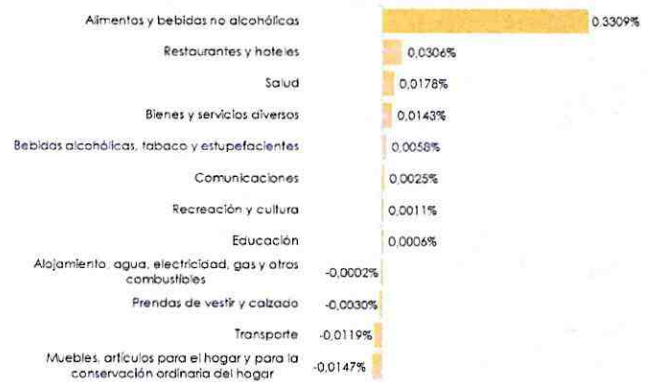 Alimentos y bebidas no alcohólicas 0.3309%
Restaurantes y hoteles 0,0306%
Salud 0,0178%
Bienes y servicios diversos 0,0143%
Bebidas alcohólicas, tabaco y estupefacientes 0,0058%
Comunicaciones 0,0025%
Recreación y cultura 0,0011%
Educación 0,0006%
Alojamiento, agua, electricidad, gas y otros
combustibles -0,0002%
Prendas de vestir y calzado -0,0030%
Transporte -0,0119%
Muebles, artículos para el hogar y para la
conservación ordinaria del hogar -0,0147%